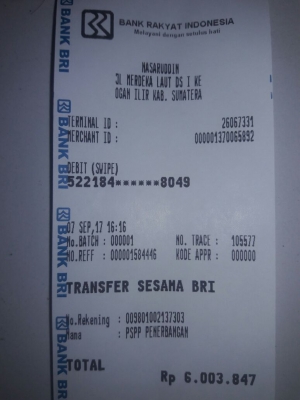 BANK RAKYAT INDONESIA
Melayani dengan setulus hati
NASARUDDIN
Jl MERDEKA LAUT DS I KE
OGAN ILIR KAB. SUMATERA
TERMINAL ID : 26067331
MERCHANT ID : 000001370065892
DEBIT (SWIPE)
522184******8049
07 SEP,17 16:16
No.BATCH : 000001 NO. TRACE : 105577
NO.REFF : 000001584446 KODE APPR : 000000
TRANSFER SESAMA BRI
No.Rekening : 009801002137303
Nama : PSPP PENERBANGAN
TOTAL Rp 6.003.847
BANK BRI
BANK BRI
BANK BRI
BANK BRI
BANK BRI